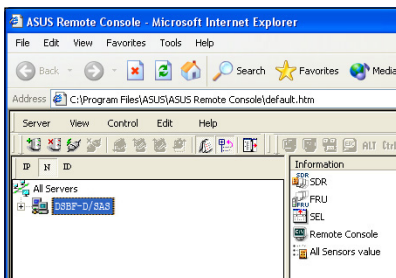 ASUS Remote Console - Microsoft Internet Explorer
File Edit View Favorites Tools Help
Back Search Favorites Media
Address C:\Program Files\ASUS\ASUS Remote Console\default.htm
Server View Control Edit Help
ALT Ctrl
IP N ID
All Servers
DSBF-D/SAS
Information
SDR
FRU
SEL
Remote Console
All Sensors value